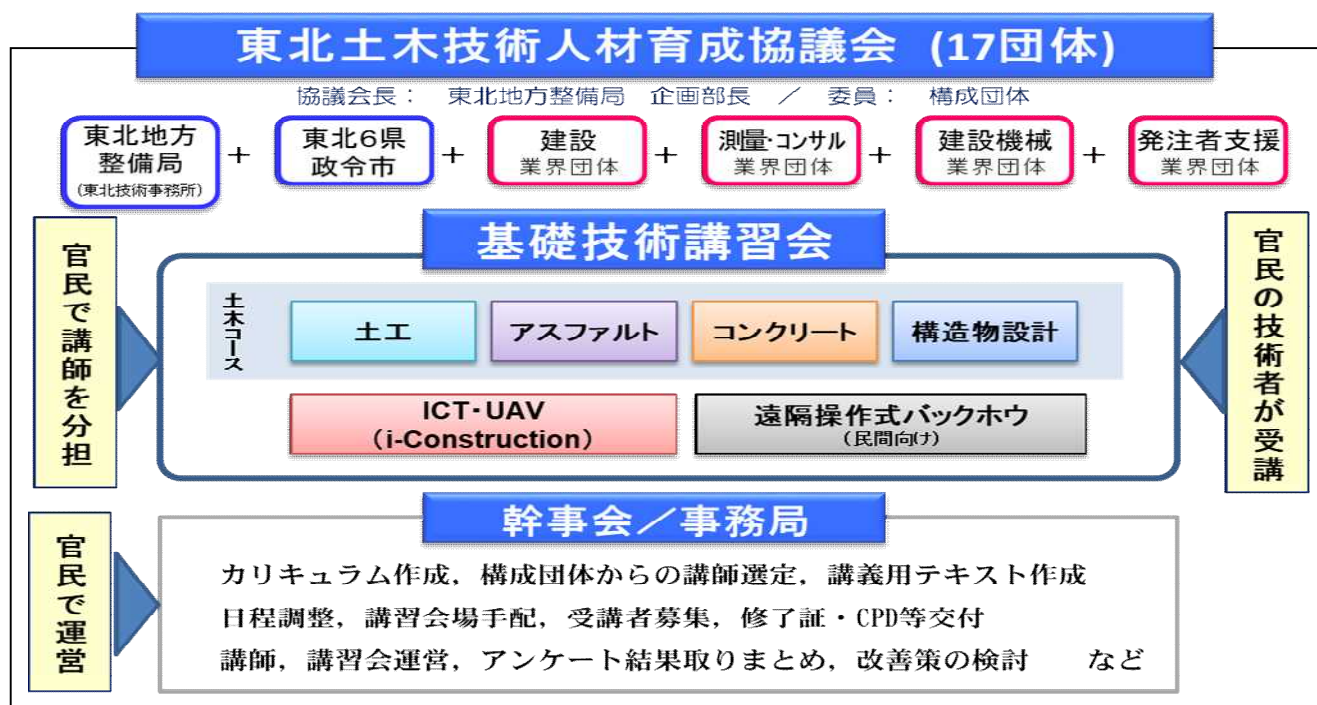 東北土木技術人材育成協議会 (17団体)
協議会長： 東北地方整備局 企画部長 ／ 委員： 構成団体
東北地方
整備局
(東北技術事務所)
＋
東北6県
政令市
＋
建設
業界団体
＋
測量・コンサル
業界団体
＋
建設機械
業界団体
＋
発注者支援
業界団体
官民で講師を分担
基礎技術講習会
土木コース
土工
アスファルト
コンクリート
構造物設計
ICT・UAV
(i-Construction)
遠隔操作式バックホウ
(民間向け)
官民の技術者が受講
官民で運営
幹事会／事務局
カリキュラム作成，構成団体からの講師選定，講義用テキスト作成
日程調整，講習会場手配，受講者募集，修了証・CPD等交付
講師，講習会運営，アンケート結果取りまとめ，改善策の検討　　など